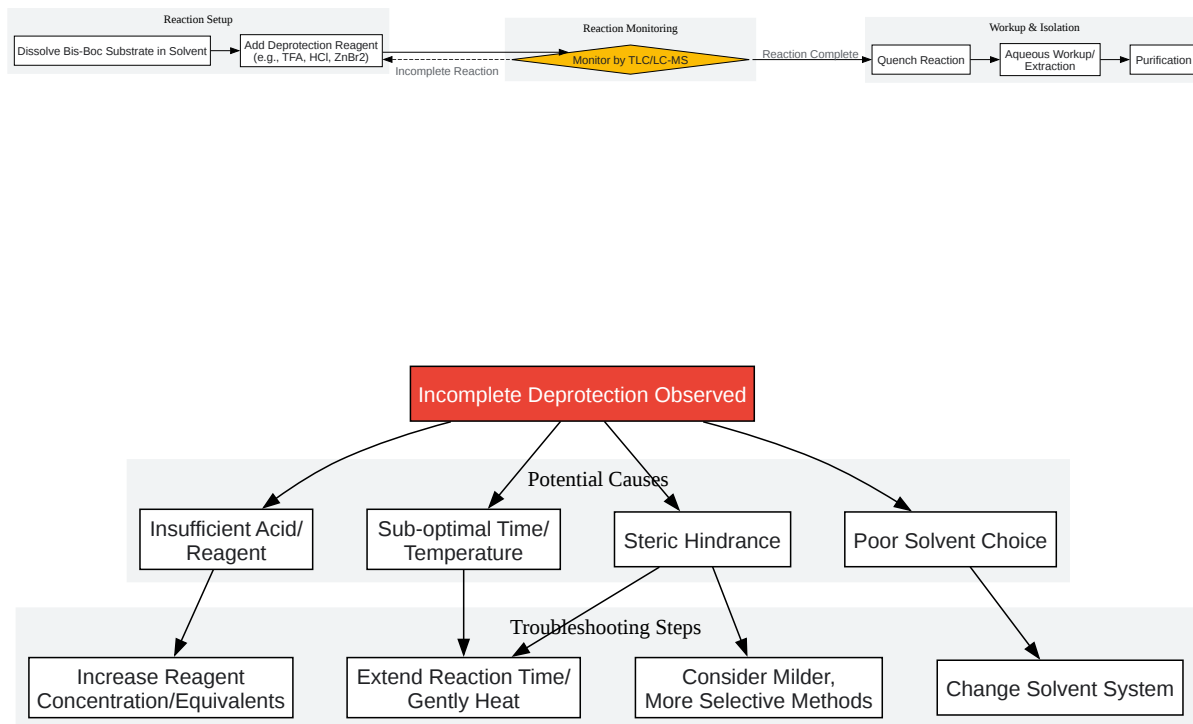 Reaction Setup
Dissolve Bis-Boc Substrate in Solvent
Add Deprotection Reagent
(e.g., TFA, HCl, ZnBr2)
Incomplete Reaction
Reaction Monitoring
Monitor by TLC/LC-MS
Reaction Complete
Workup & Isolation
Quench Reaction
Aqueous Workup/
Extraction
Purification
Incomplete Deprotection Observed
Potential Causes
Insufficient Acid/
Reagent
Sub-optimal Time/
Temperature
Steric Hindrance
Poor Solvent Choice
Troubleshooting Steps
Increase Reagent
Concentration/Equivalents
Extend Reaction Time/
Gently Heat
Consider Milder,
More Selective Methods
Change Solvent System